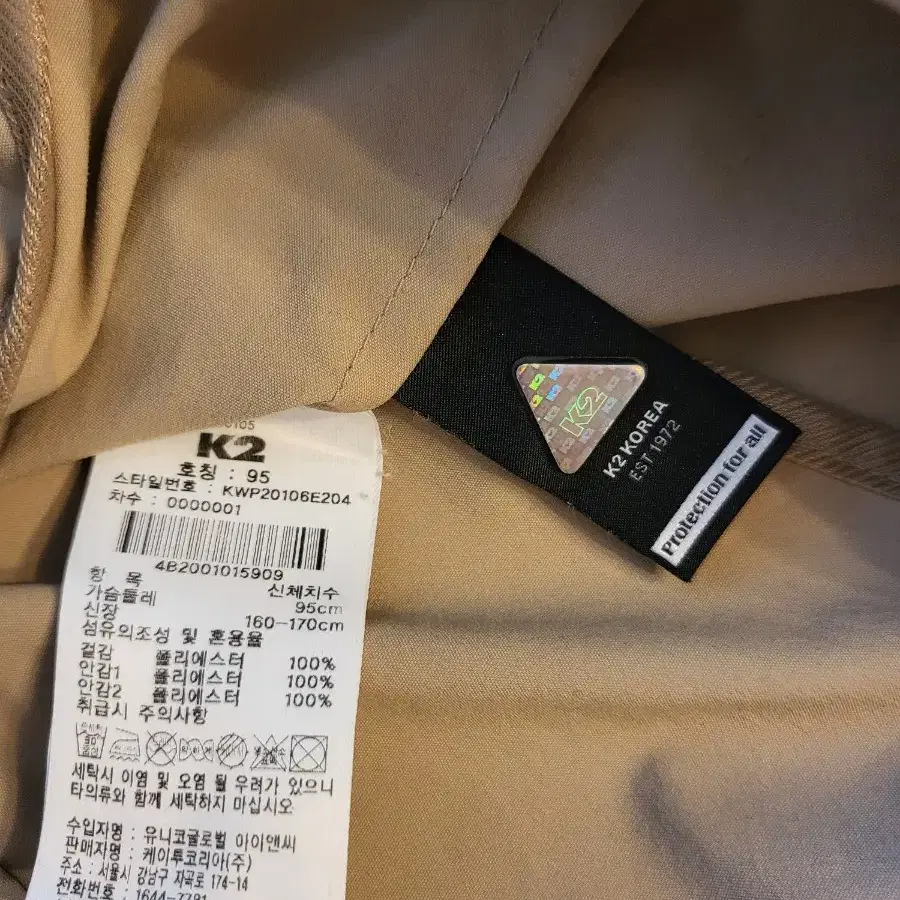 0105
K2
호칭 : 95
스타일번호 : KWP20106E204
차수 : 0000001
4B2001015909
항 목 신체치수
가슴둘레 95cm
신장 160-170cm
섬유의조성 및 혼용율
겉감 폴리에스터 100%
안감1 폴리에스터 100%
안감2 폴리에스터 100%
취급시 주의사항
세탁시 이염 및 오염 될 우려가 있으니
타의류와 함께 세탁하지 마십시오
수입자명 : 유니코글로벌 아이앤씨
판매자명 : 케이투코리아(주)
주소 : 서울시 강남구 자곡로 174-14
전화번호 : 1644-7781
K2
K2 KOREA
EST 1972
Protection for all